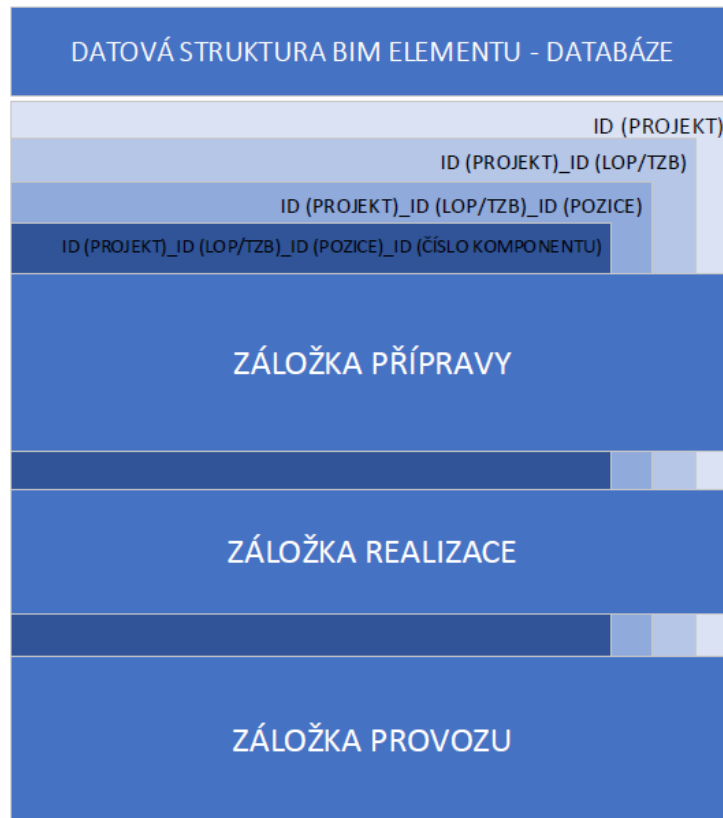 DATOVÁ STRUKTURA BIM ELEMENTU - DATABÁZE
ID (PROJEKT)
ID (PROJEKT)_ID (LOP/TZB)
ID (PROJEKT)_ID (LOP/TZB)_ID (POZICE)
ID (PROJEKT)_ID (LOP/TZB)_ID (POZICE)_ID (ČÍSLO KOMPONENTU)
ZÁLOŽKA PŘÍPRAVY
ZÁLOŽKA REALIZACE
ZÁLOŽKA PROVOZU